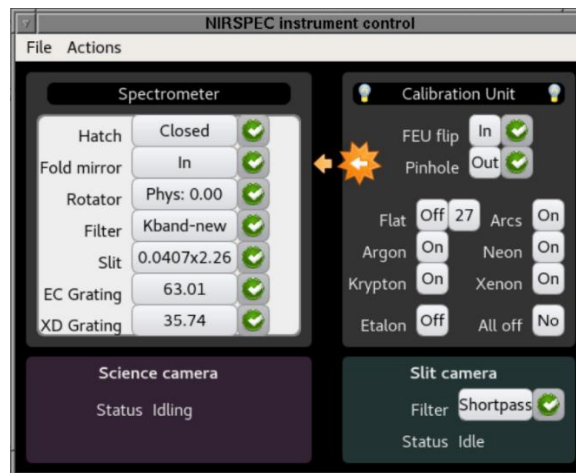 NIRSPEC instrument control
File Actions
Spectrometer
Hatch Closed
Fold mirror In
Rotator Phys: 0.00
Filter Kband-new
Slit 0.0407x2.26
EC Grating 63.01
XD Grating 35.74
Calibration Unit
FEU flip In
Pinhole Out
Flat Off 27 Arcs On
Argon On Neon On
Krypton On Xenon On
Etalon Off All off No
Science camera
Status Idling
Slit camera
Filter Shortpass
Status Idle